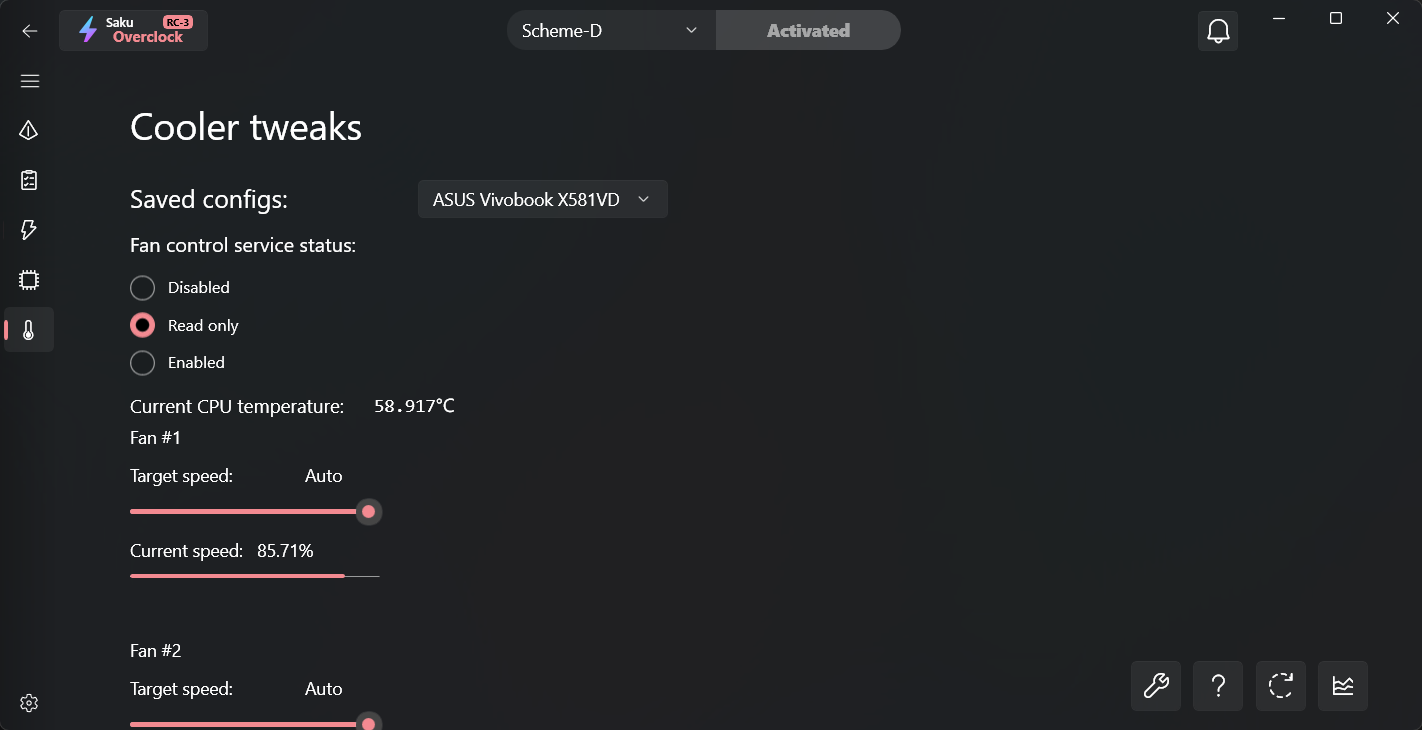 Saku RC-3
Overclock
Scheme-D
Activated
Cooler tweaks
Saved configs: ASUS Vivobook X581VD
Fan control service status:
Disabled
Read only
Enabled
Current CPU temperature: 58.917℃
Fan #1
Target speed: Auto
Current speed: 85.71%
Fan #2
Target speed: Auto